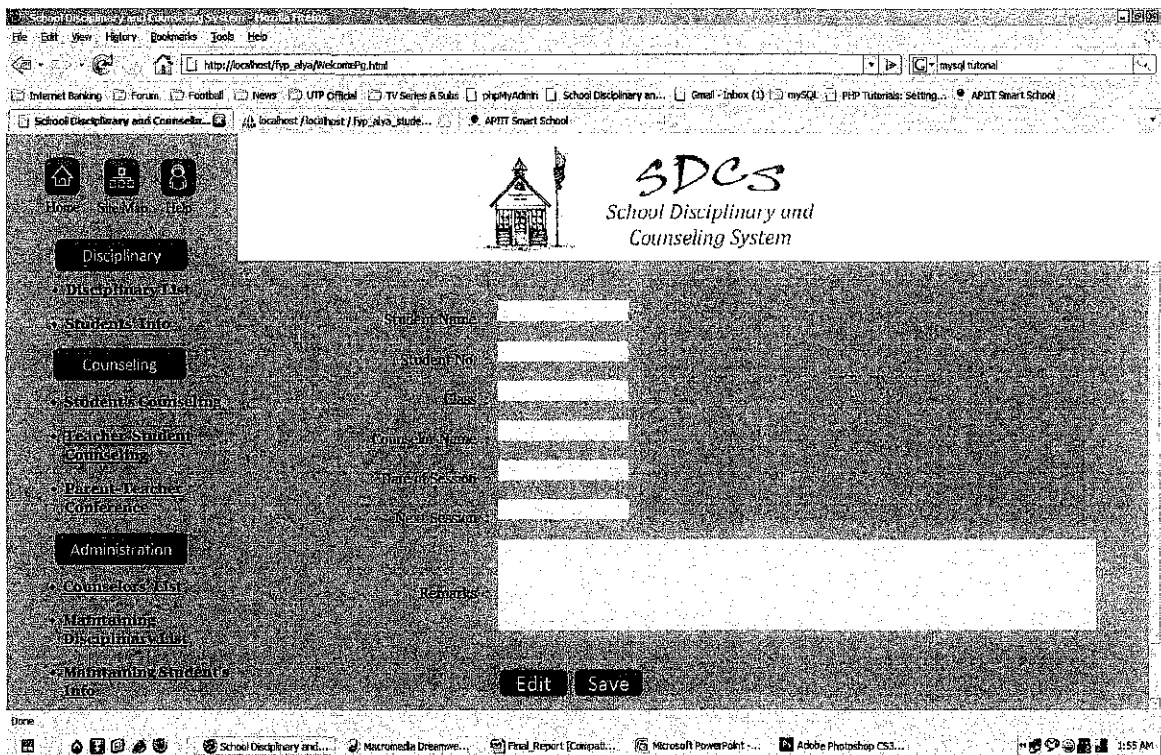 School Disciplinary and Counseling System - Mozilla Firefox
File Edit View History Bookmarks Tools Help
http://localhost/fyp_alya/WelcomePg.html mysql tutorial
Internet Banking Forum Football News UTP Official TV Series & Subs phpMyAdmin School Disciplinary an... Gmail - Inbox (1) mySQL PHP Tutorials: Setting... APIIT Smart School
School Disciplinary and Counselin... localhost / localhost / fyp_alya_stude... APIIT Smart School
Home Site Map Help
SDCS
School Disciplinary and
Counseling System
Disciplinary
• Disciplinary List
• Students' Info
Counseling
• Student's Counseling
• Teacher-Student
Counseling
• Parent-Teacher
Conference
Administration
• Counselors' List
• Maintaining
Disciplinary List
• Maintaining Student's
Info
Student Name
Student No
Class
Counselor Name
Date of Session
Next Session
Remarks
Edit Save
Done
School Disciplinary and... Macromedia Dreamwe... Final_Report [Compati... Microsoft PowerPoint -... Adobe Photoshop CS3... 1:55 AM